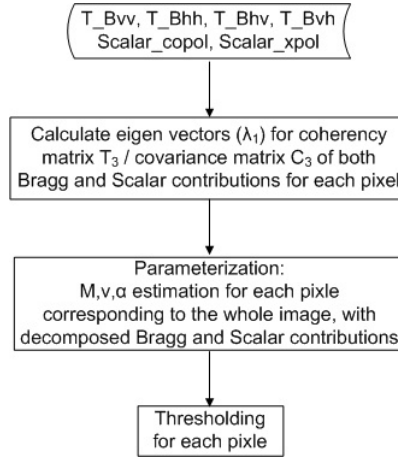 T_Bvv, T_Bhh, T_Bhv, T_Bvh
Scalar_copol, Scalar_xpol
Calculate eigen vectors (λ₁) for coherency
matrix T₃ / covariance matrix C₃ of both
Bragg and Scalar contributions for each pixel
Parameterization:
M,v,α estimation for each pixle
corresponding to the whole image, with
decomposed Bragg and Scalar contributions
Thresholding
for each pixle